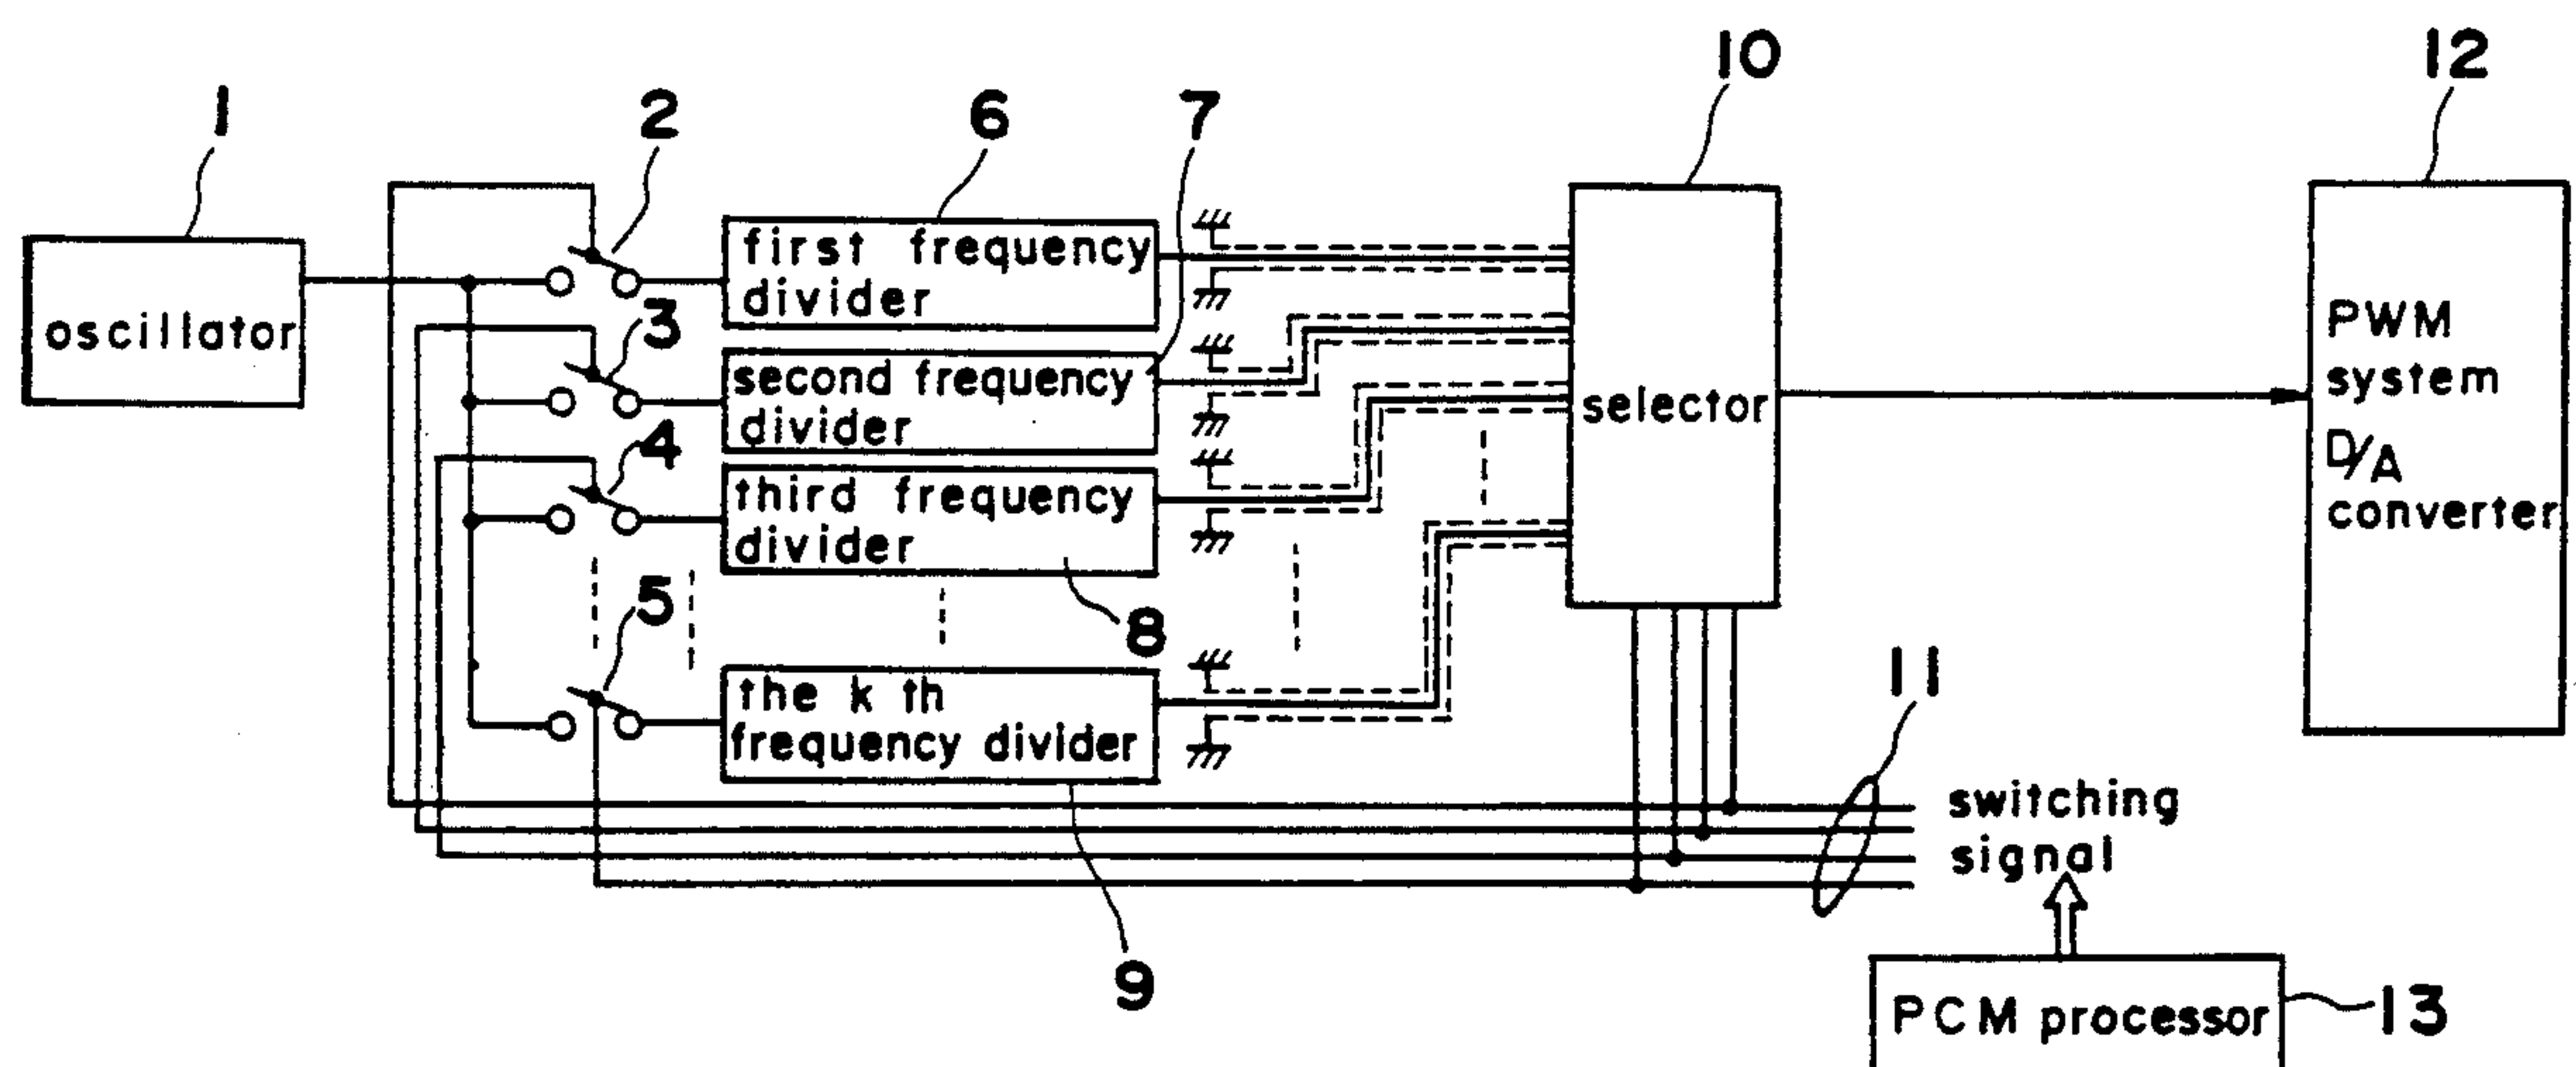 1
2
6
7
10
12
oscillator
first frequency
divider
3
second frequency
divider
4
third frequency
divider
8
5
the k th
frequency divider
9
selector
PWM
system
D/A
converter
11
switching
signal
PCM processor
13